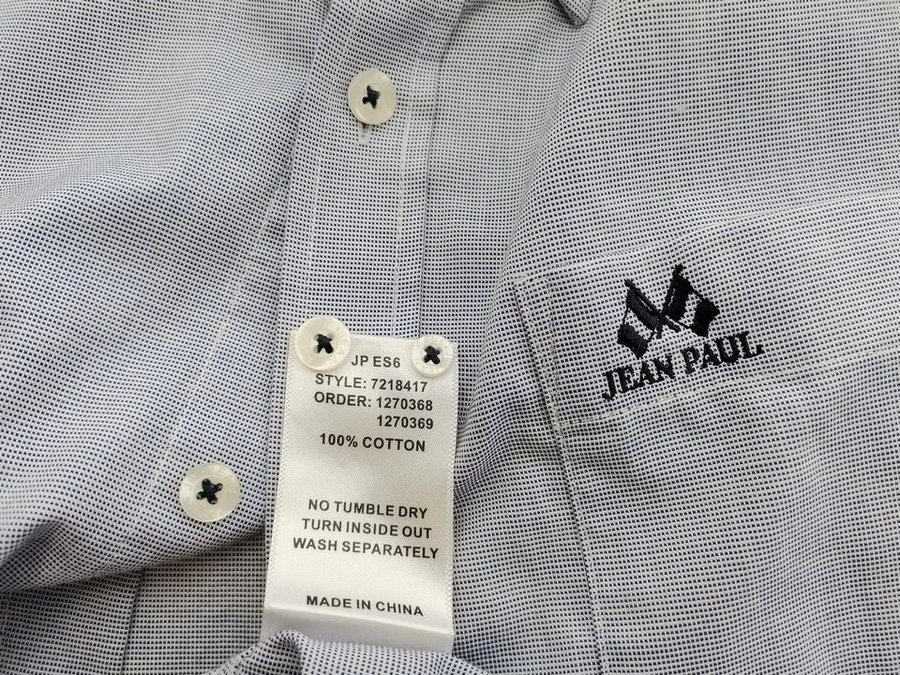 JP ES6
STYLE: 7218417
ORDER: 1270368
1270369
100% COTTON
NO TUMBLE DRY
TURN INSIDE OUT
WASH SEPARATELY
MADE IN CHINA
JEAN PAUL